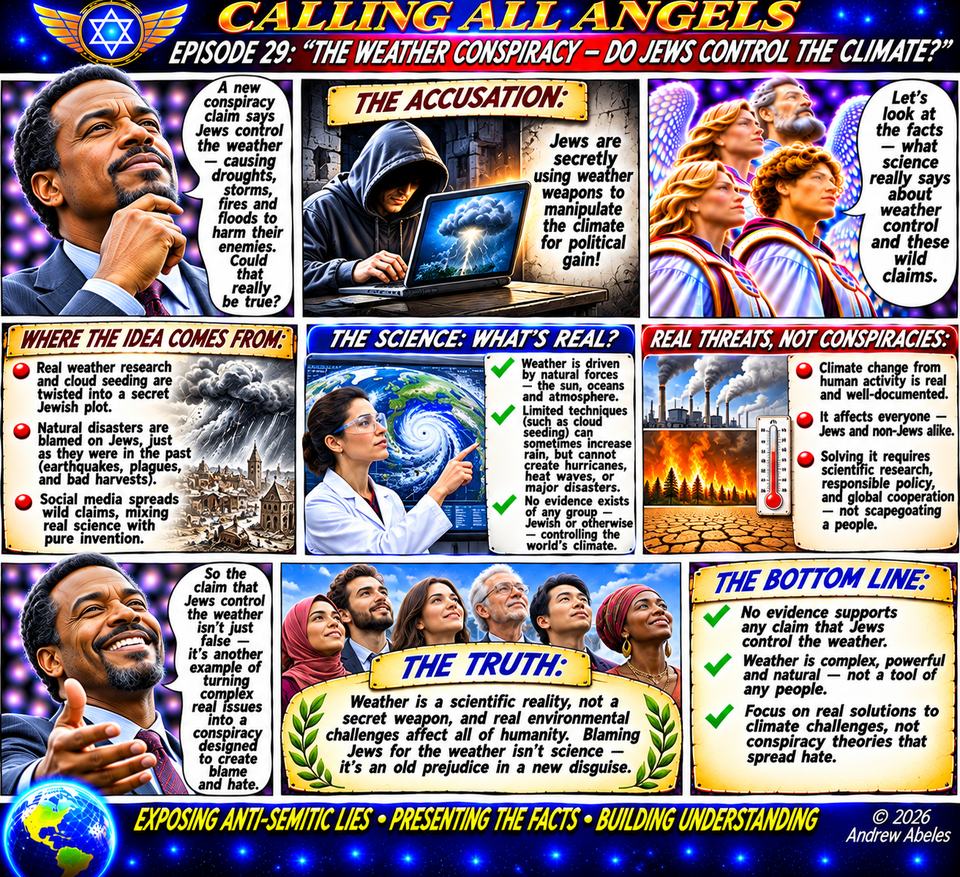 CALLING ALL ANGELS
EPISODE 29: “THE WEATHER CONSPIRACY – DO JEWS CONTROL THE CLIMATE?”
A new
conspiracy
claim says
Jews control
the weather
— causing
droughts,
storms,
fires and
floods to
harm their
enemies.
Could
that
really
be true?
THE ACCUSATION:
Jews are
secretly
using weather
weapons to
manipulate
the climate
for political
gain!
Let’s
look at
the facts
— what
science
really says
about
weather
control
and these
wild
claims.
WHERE THE IDEA COMES FROM:
Real weather research
and cloud seeding are
twisted into a secret
Jewish plot.
Natural disasters are
blamed on Jews, just
as they were in the past
(earthquakes, plagues,
and bad harvests).
Social media spreads
wild claims, mixing
real science with
pure invention.
THE SCIENCE: WHAT’S REAL?
Weather is driven
by natural forces
— the sun, oceans
and atmosphere.
Limited techniques
(such as cloud
seeding) can
sometimes increase
rain, but cannot
create hurricanes,
heat waves, or
major disasters.
No evidence exists
of any group —
Jewish or otherwise
— controlling the
world’s climate.
REAL THREATS, NOT CONSPIRACIES:
Climate change from
human activity is real
and well-documented.
It affects everyone —
Jews and non-Jews alike.
Solving it requires
scientific research,
responsible policy,
and global cooperation
— not scapegoating
a people.
So the
claim that
Jews control
the weather
isn’t just
false —
it’s another
example of
turning
complex
real issues
into a
conspiracy
designed
to create
blame
and hate.
THE TRUTH:
Weather is a scientific reality, not a
secret weapon, and real environmental
challenges affect all of humanity. Blaming
Jews for the weather isn’t science —
it’s an old prejudice in a new disguise.
THE BOTTOM LINE:
No evidence supports
any claim that Jews
control the weather.
Weather is complex, powerful
and natural — not a tool of
any people.
Focus on real solutions to
climate challenges, not
conspiracy theories that
spread hate.
EXPOSING ANTI-SEMITIC LIES • PRESENTING THE FACTS • BUILDING UNDERSTANDING
© 2026
Andrew Abeles